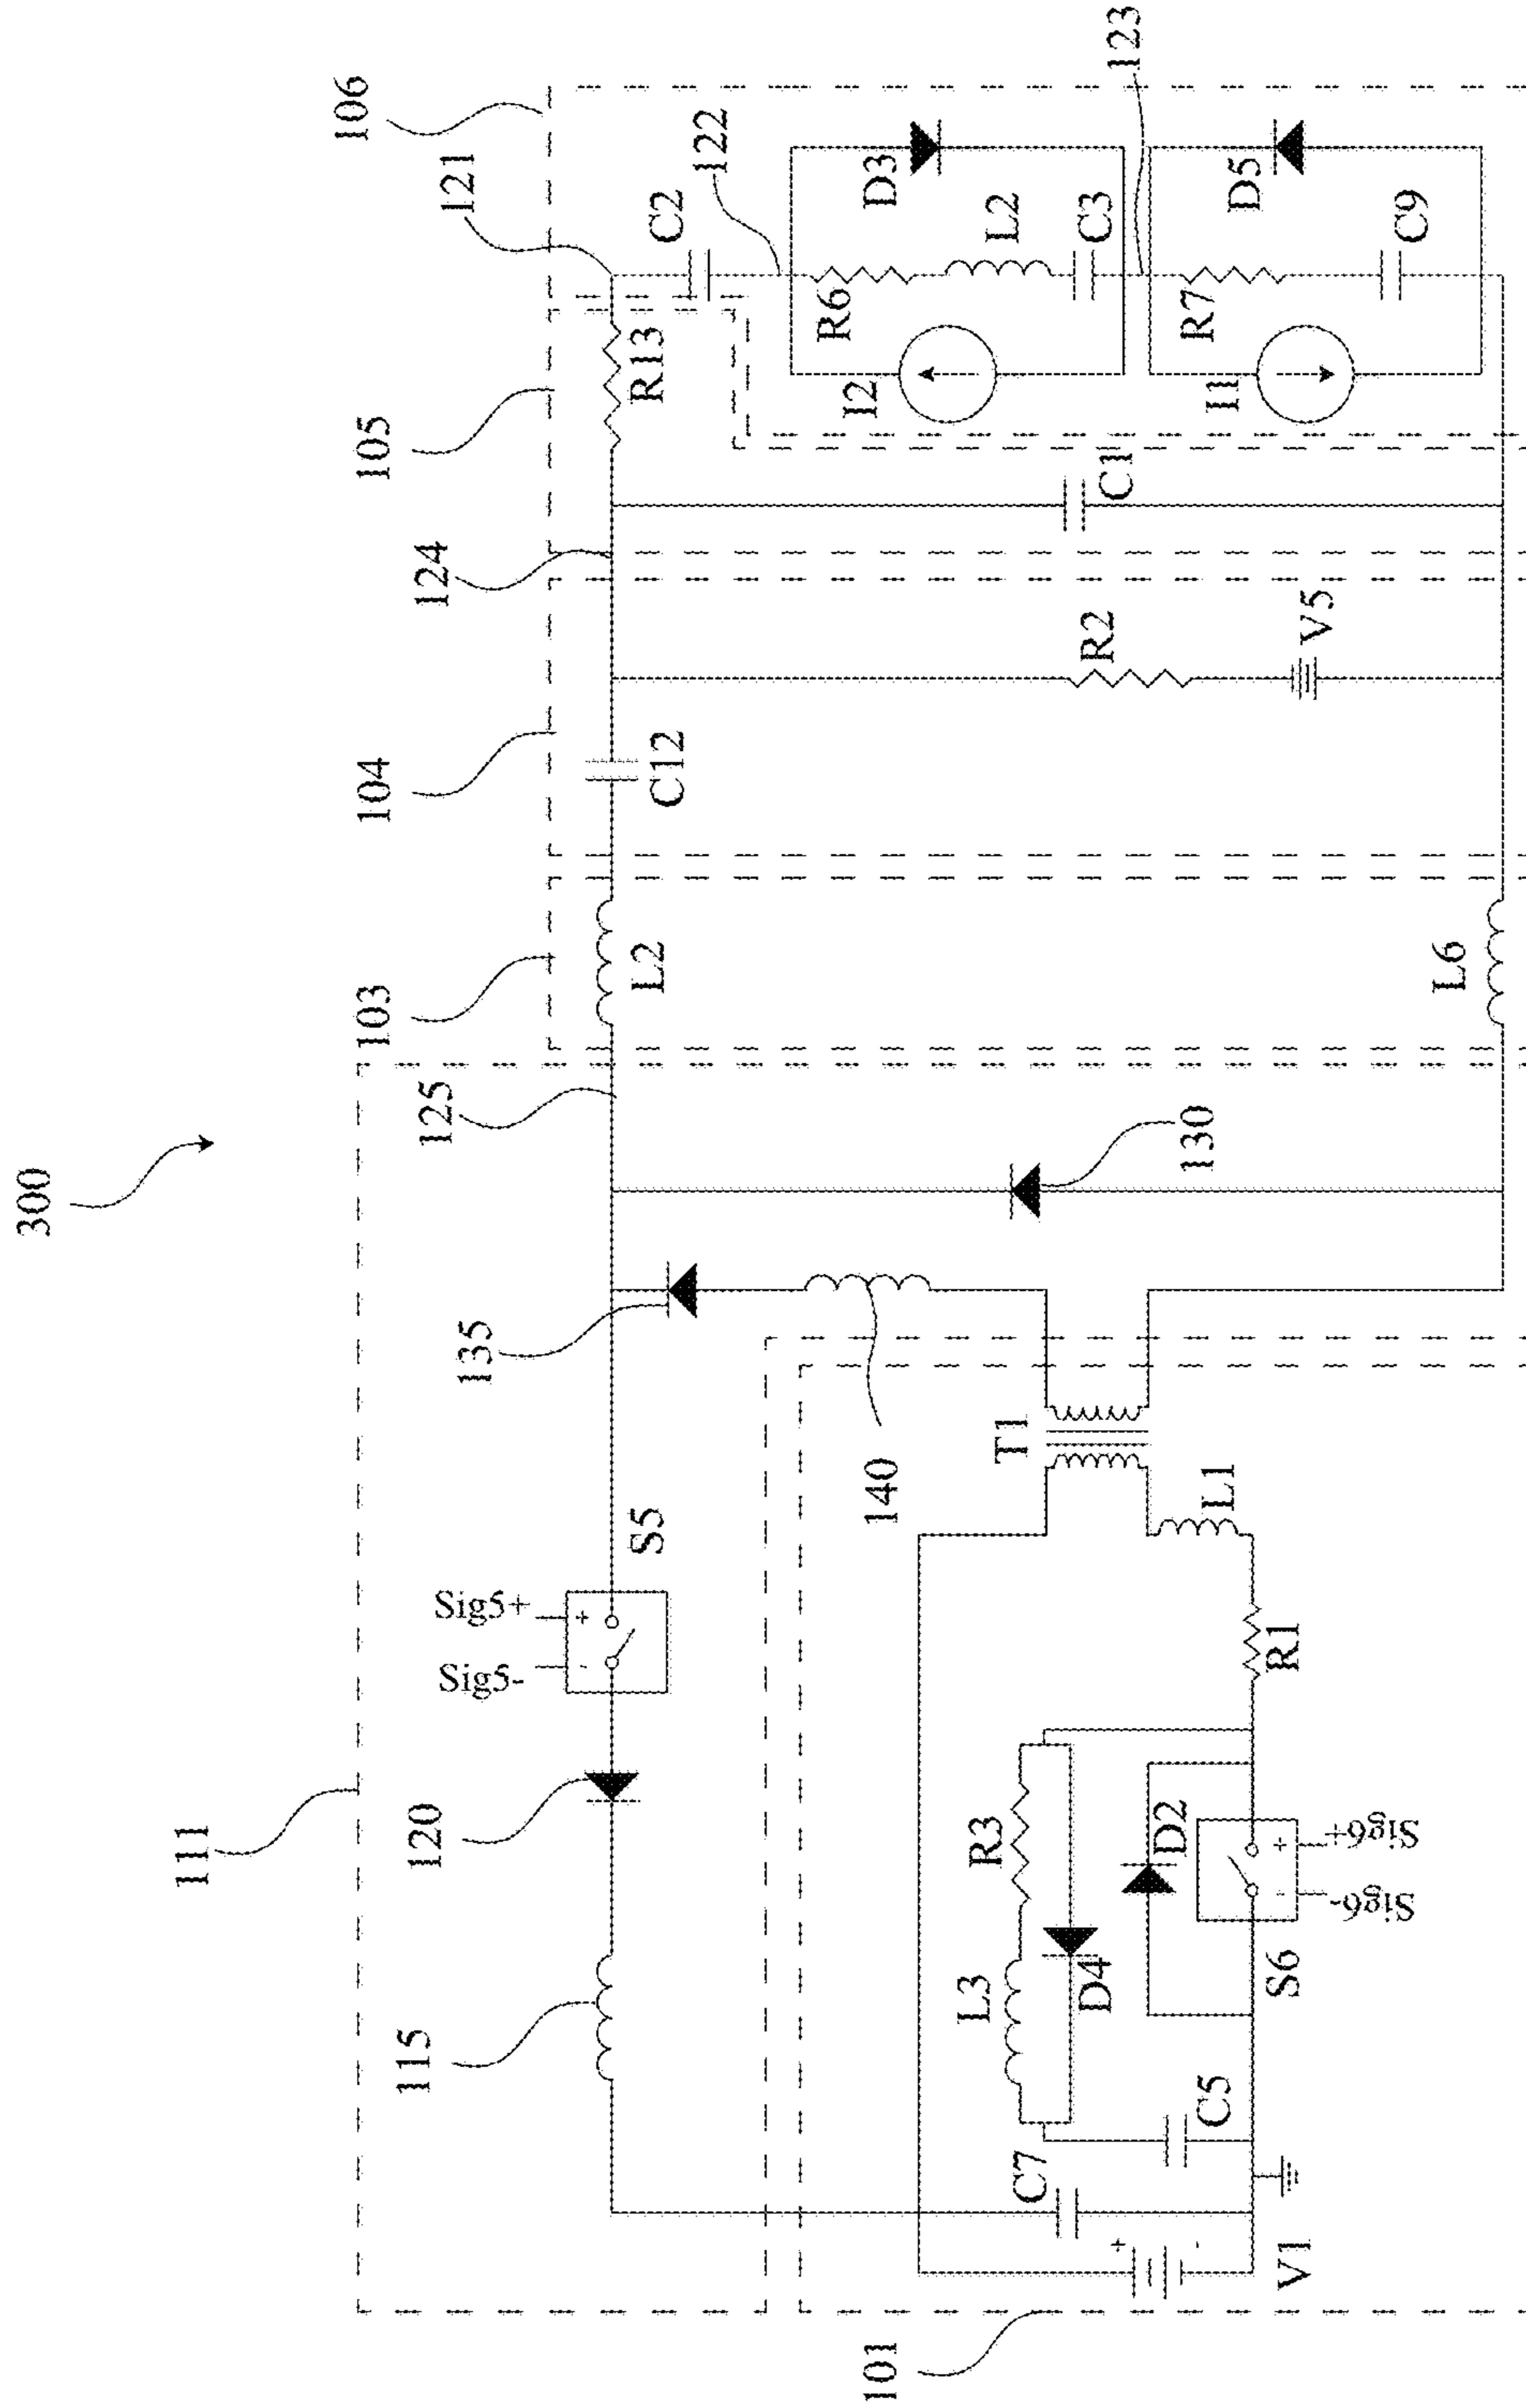 300
111
101
115
120
Sig5-
Sig5+
S5
135
125
103
104
124
105
121
106
122
123
L2
C12
R13
C2
R6
L2
C3
D3
I2
R7
C9
D5
I1
C1
R2
V5
L6
130
140
T1
L1
R1
R3
L3
D4
D2
S6
Sig6-
Sig6+
C5
C7
V1
+
-